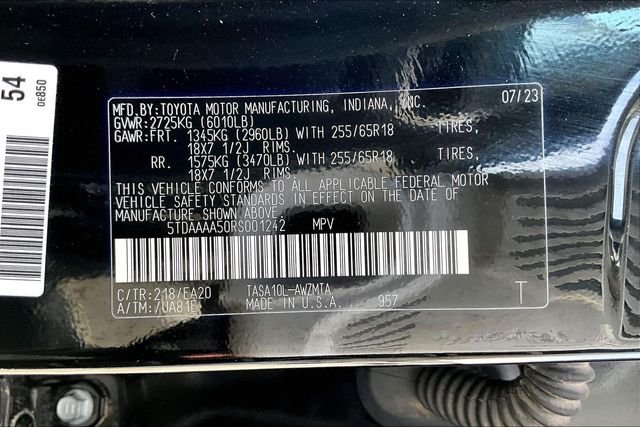 54
0E850
MFD.BY:TOYOTA MOTOR MANUFACTURING, INDIANA, INC. 07/23
GVWR:2725KG (6010LB)
GAWR:FRT. 1345KG (2960LB) WITH 255/65R18 TIRES,
18X7 1/2J RIMS.
RR. 1575KG (3470LB) WITH 255/65R18 TIRES,
18X7 1/2J RIMS.
THIS VEHICLE CONFORMS TO ALL APPLICABLE FEDERAL MOTOR
VEHICLE SAFETY STANDARDS IN EFFECT ON THE DATE OF
MANUFACTURE SHOWN ABOVE.
5TDAAAA50RS001242 MPV
C/TR:218/EA20 TASA10L-AWZMTA
A/TM:7UA81E MADE IN U.S.A. 957 T